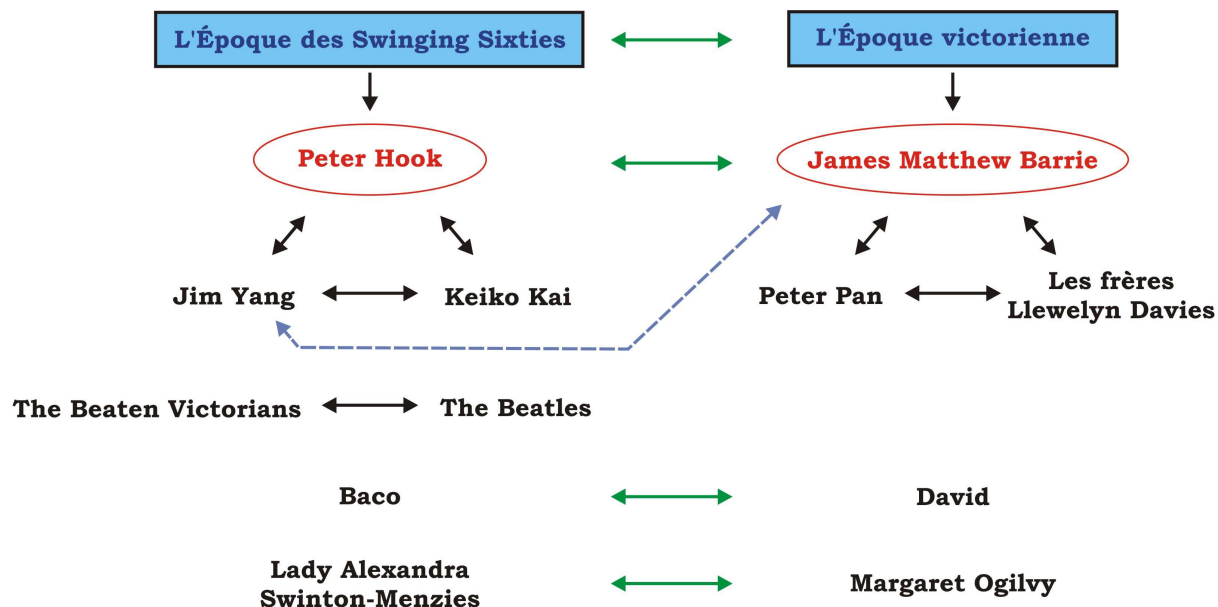 L'Époque des Swinging Sixties
L'Époque victorienne
Peter Hook
James Matthew Barrie
Jim Yang
Keiko Kai
Peter Pan
Les frères
Llewelyn Davies
The Beaten Victorians
The Beatles
Baco
David
Lady Alexandra
Swinton-Menzies
Margaret Ogilvy